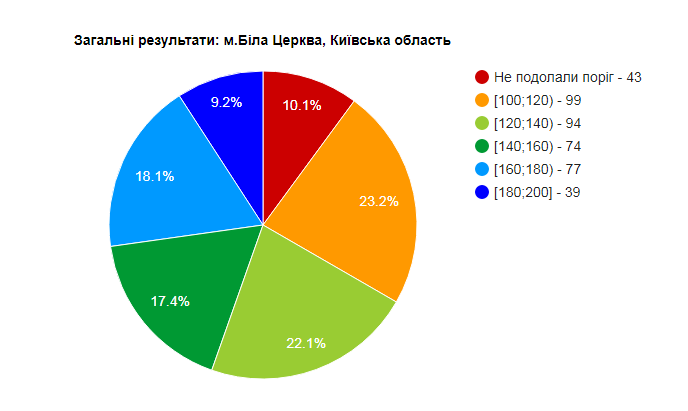 Загальні результати: м.Біла Церква, Київська область
Не подолали поріг - 43
[100;120) - 99
[120;140) - 94
[140;160) - 74
[160;180) - 77
[180;200] - 39
10.1%
23.2%
22.1%
17.4%
18.1%
9.2%